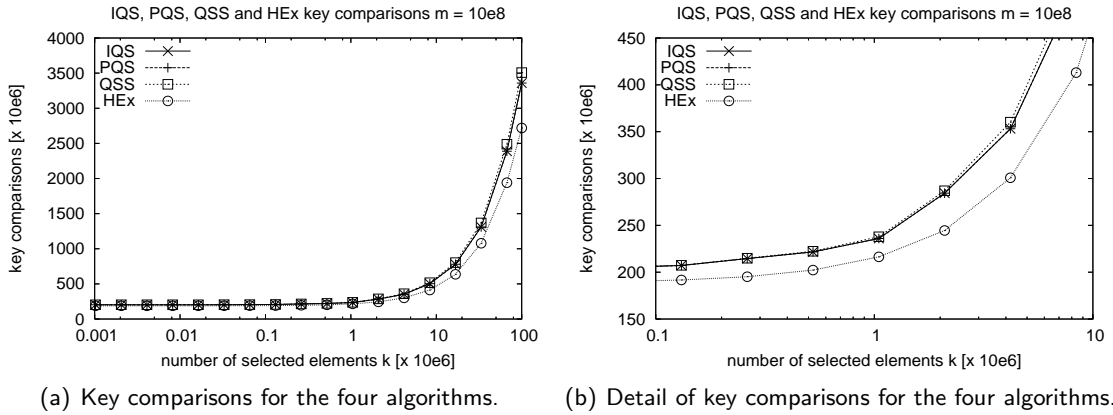 IQS, PQS, QSS and HEx key comparisons m = 10e8
key comparisons [x 10e6]
4000
3500
3000
2500
2000
1500
1000
500
0
IQS
PQS
QSS
HEx
0.001
0.01
0.1
1
10
100
number of selected elements k [x 10e6]
(a) Key comparisons for the four algorithms.
IQS, PQS, QSS and HEx key comparisons m = 10e8
key comparisons [x 10e6]
450
400
350
300
250
200
150
IQS
PQS
QSS
HEx
0.1
1
10
number of selected elements k [x 10e6]
(b) Detail of key comparisons for the four algorithms.